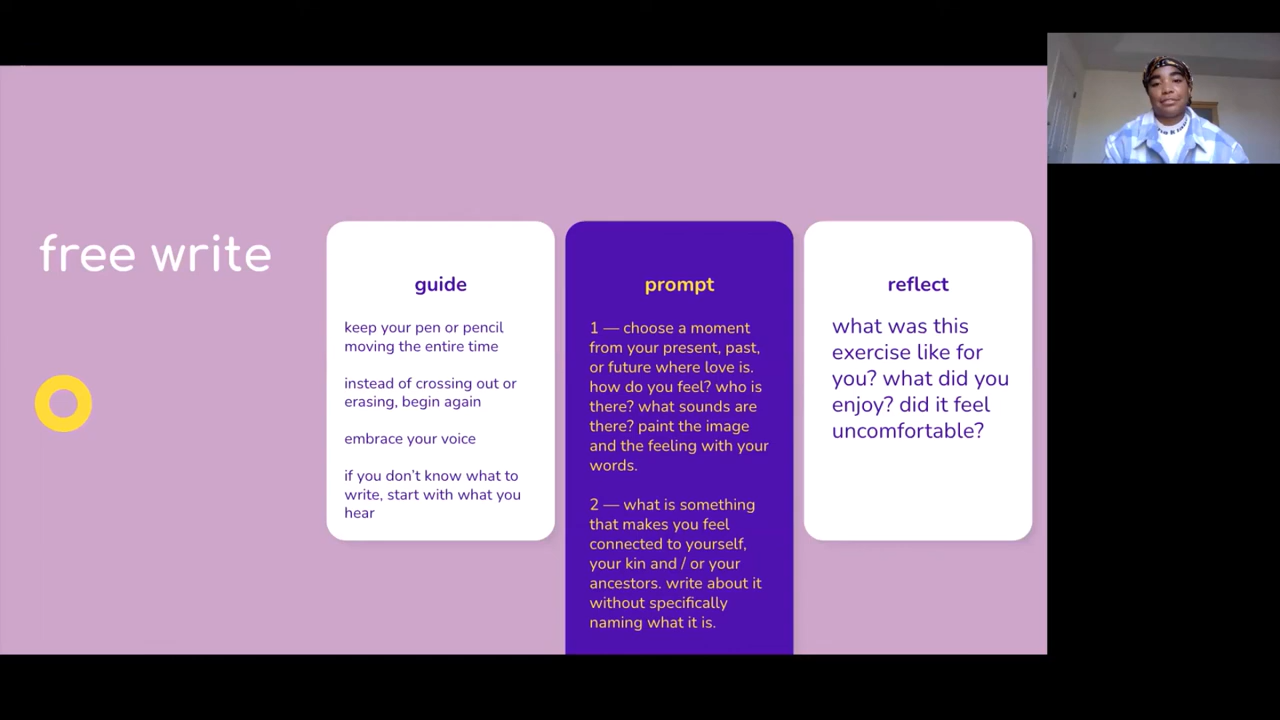 free write
guide
keep your pen or pencil
moving the entire time
instead of crossing out or
erasing, begin again
embrace your voice
if you don't know what to
write, start with what you
hear
prompt
1 — choose a moment
from your present, past,
or future where love is.
how do you feel? who is
there? what sounds are
there? paint the image
and the feeling with your
words.
2 — what is something
that makes you feel
connected to yourself,
your kin and / or your
ancestors. write about it
without specifically
naming what it is.
reflect
what was this
exercise like for
you? what did you
enjoy? did it feel
uncomfortable?